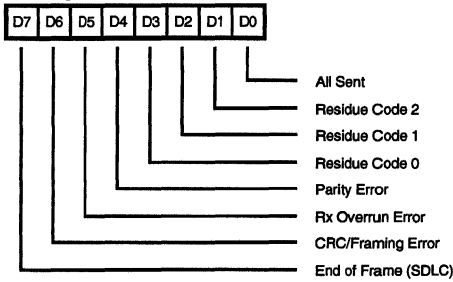 D7 D6 D5 D4 D3 D2 D1 D0
All Sent
Residue Code 2
Residue Code 1
Residue Code 0
Parity Error
Rx Overrun Error
CRC/Framing Error
End of Frame (SDLC)